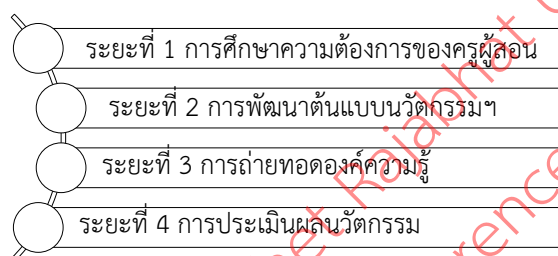 ระยะที่ 1 การศึกษาความต้องการของครูผู้สอน
ระยะที่ 2 การพัฒนาต้นแบบนวัตกรรมฯ
ระยะที่ 3 การถ่ายทอดองค์ความรู้
ระยะที่ 4 การประเมินผลนวัตกรรม